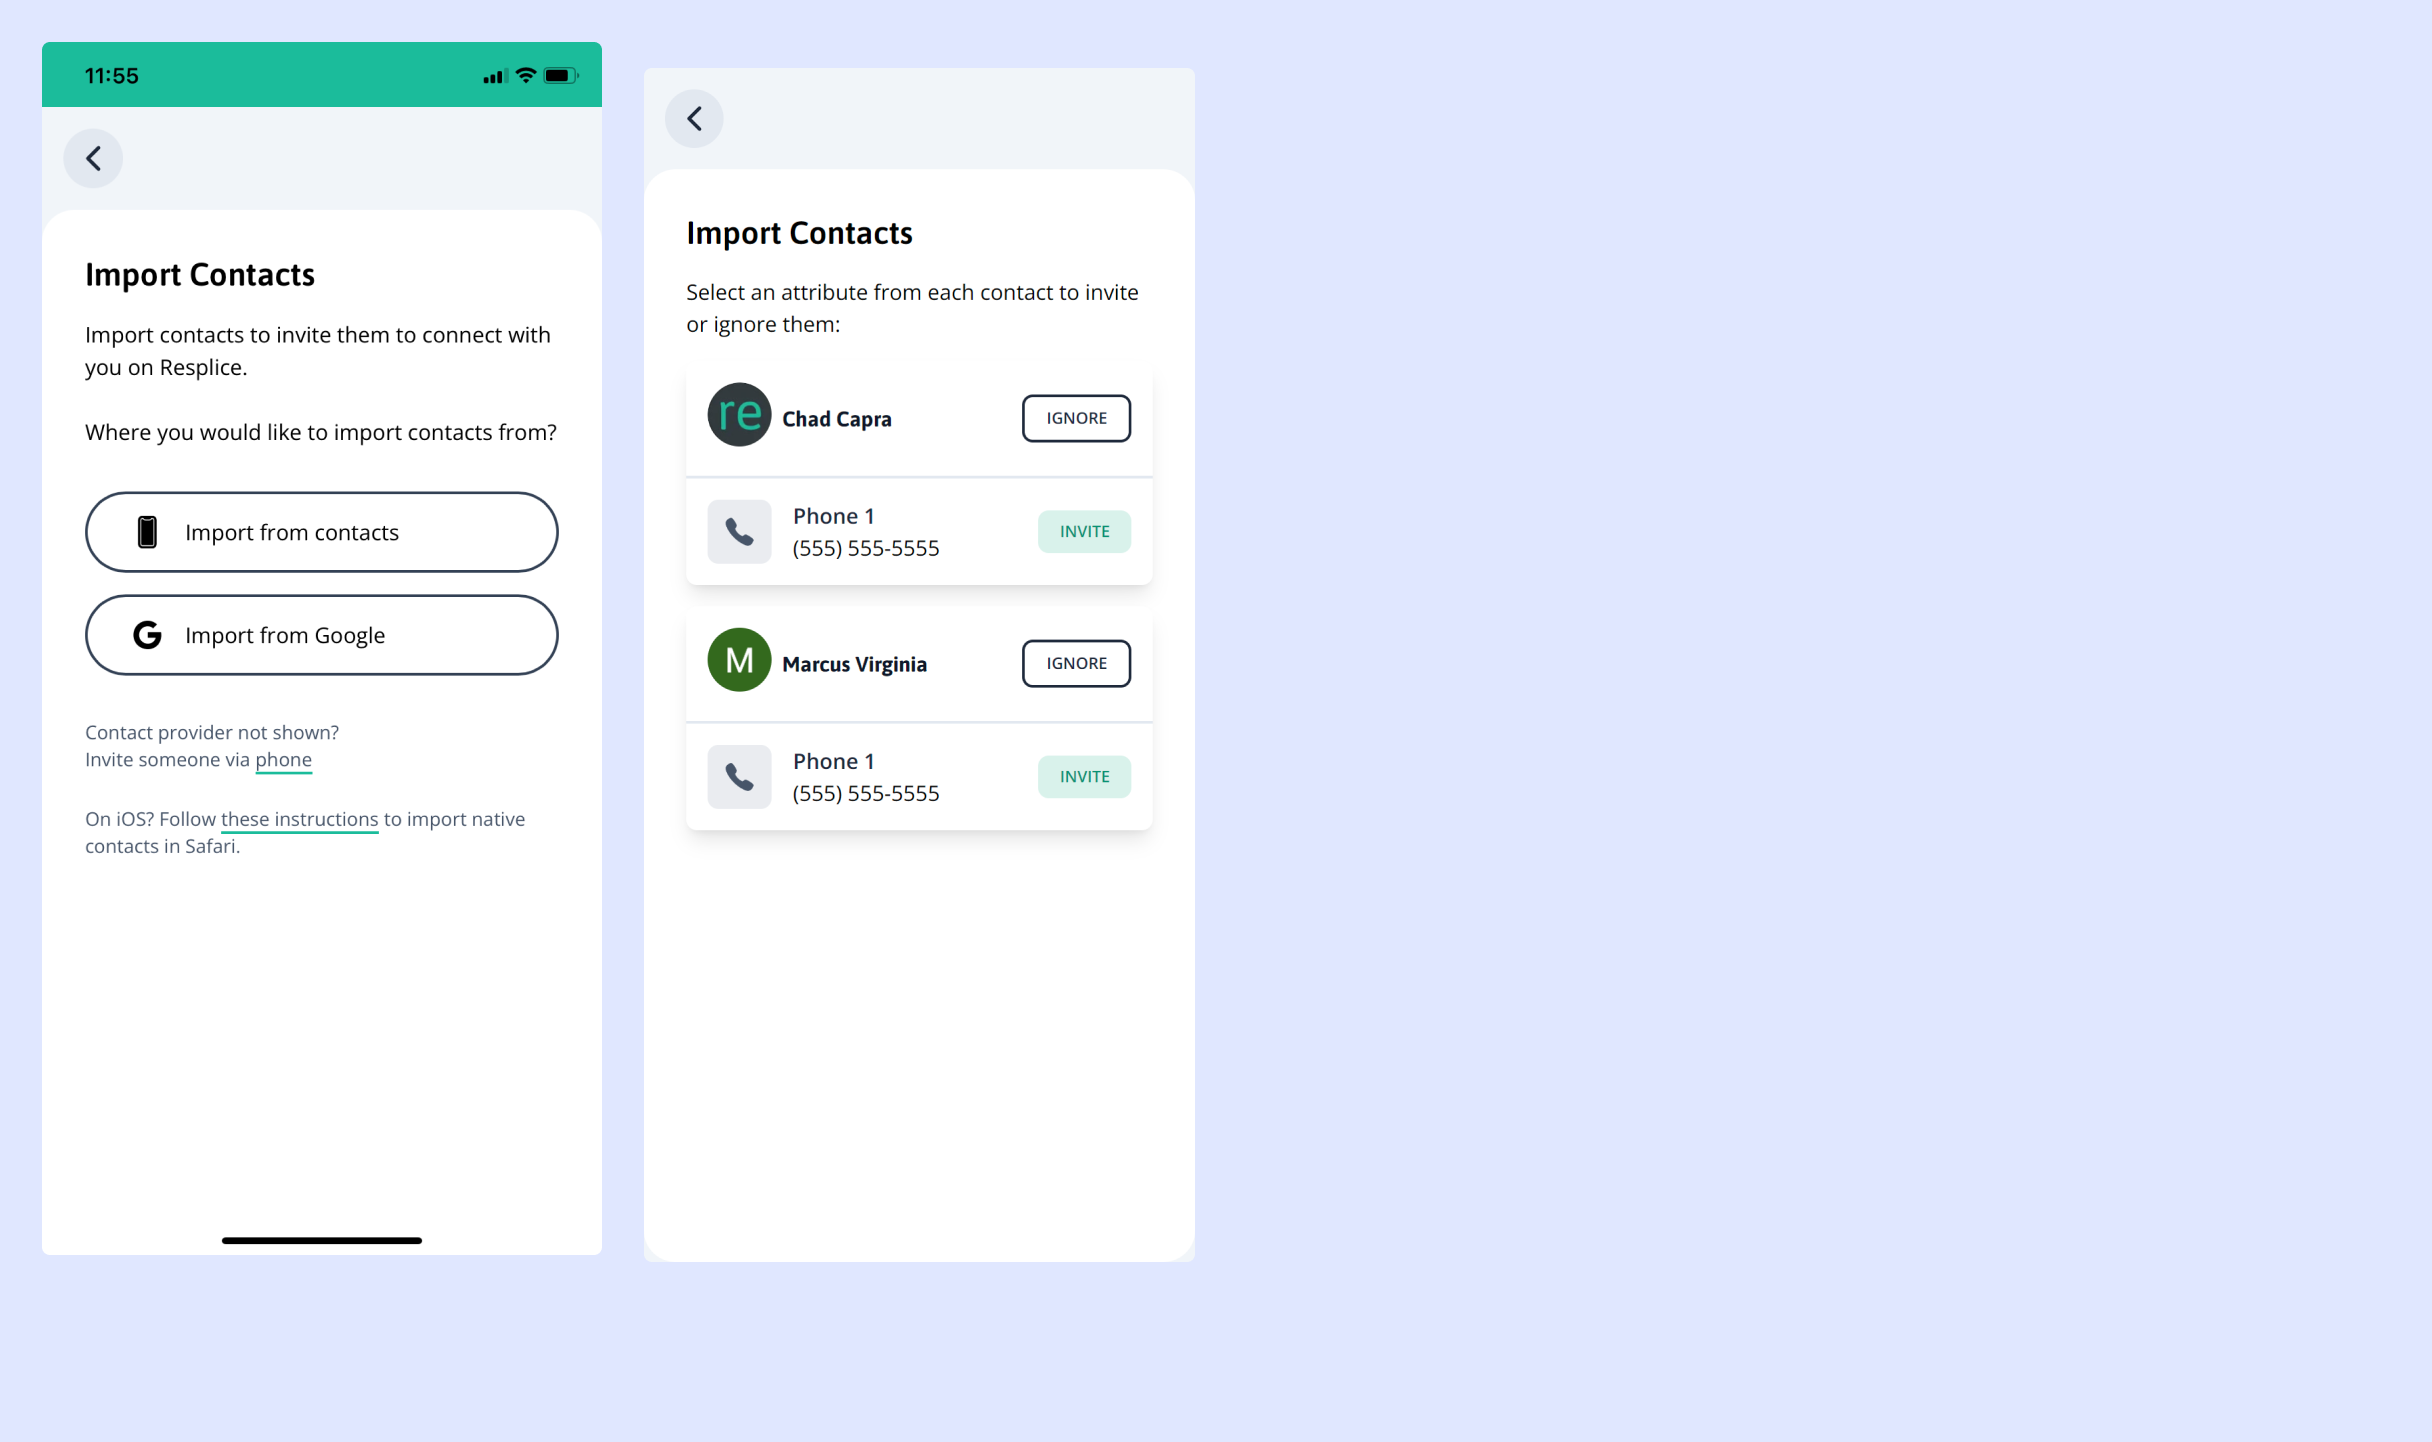 11:55
Import Contacts
Import contacts to invite them to connect with
you on Resplice.
Where you would like to import contacts from?
Import from contacts
G Import from Google
Contact provider not shown?
Invite someone via phone
On iOS? Follow these instructions to import native
contacts in Safari.
Import Contacts
Select an attribute from each contact to invite
or ignore them:
re Chad Capra IGNORE
Phone 1
(555) 555-5555
INVITE
M Marcus Virginia IGNORE
Phone 1
(555) 555-5555
INVITE